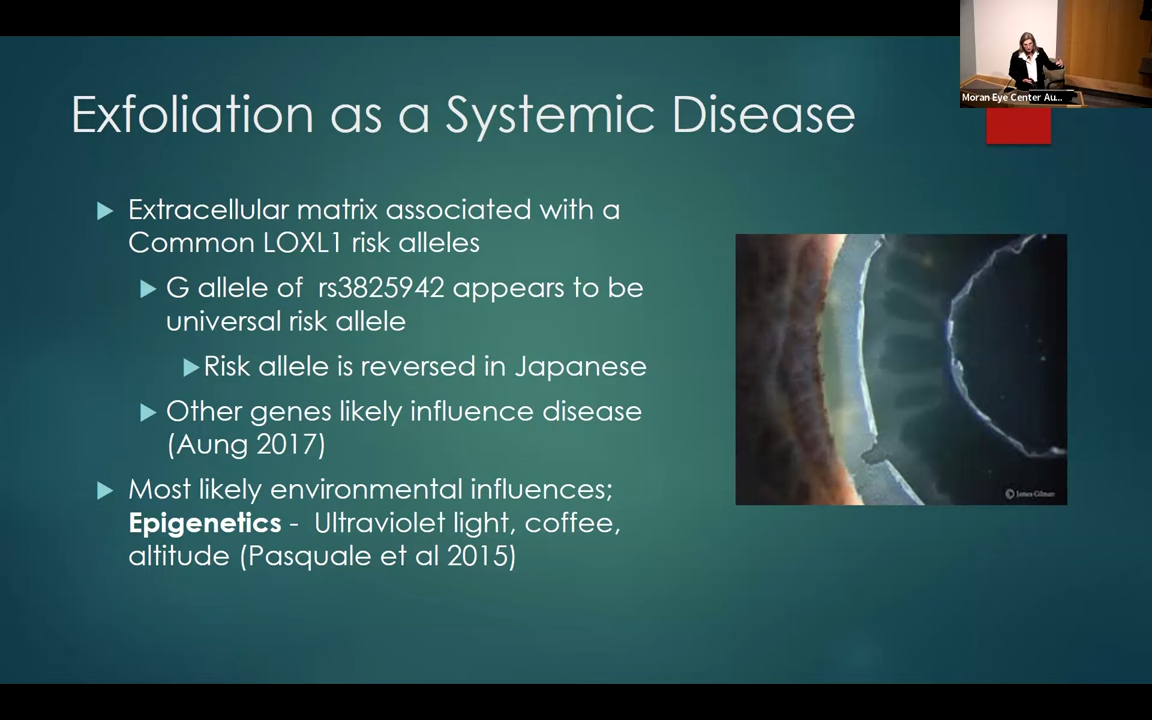 Moran Eye Center Au...
Exfoliation as a Systemic Disease
Extracellular matrix associated with a
Common LOXL1 risk alleles
G allele of rs3825942 appears to be
universal risk allele
Risk allele is reversed in Japanese
Other genes likely influence disease
(Aung 2017)
Most likely environmental influences;
Epigenetics - Ultraviolet light, coffee,
altitude (Pasquale et al 2015)
© James Gilman